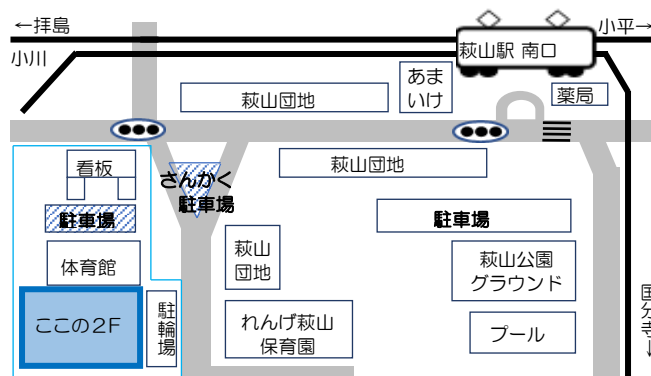 ←拝島
小平→
小川
萩山駅 南口
あま
いけ
萩山団地
薬局
萩山団地
看板
さんかく
駐車場
駐車場
駐車場
萩山
団地
体育館
萩山公園
グラウンド
国分寺→
ここの2F
駐輪場
れんげ萩山
保育園
プール